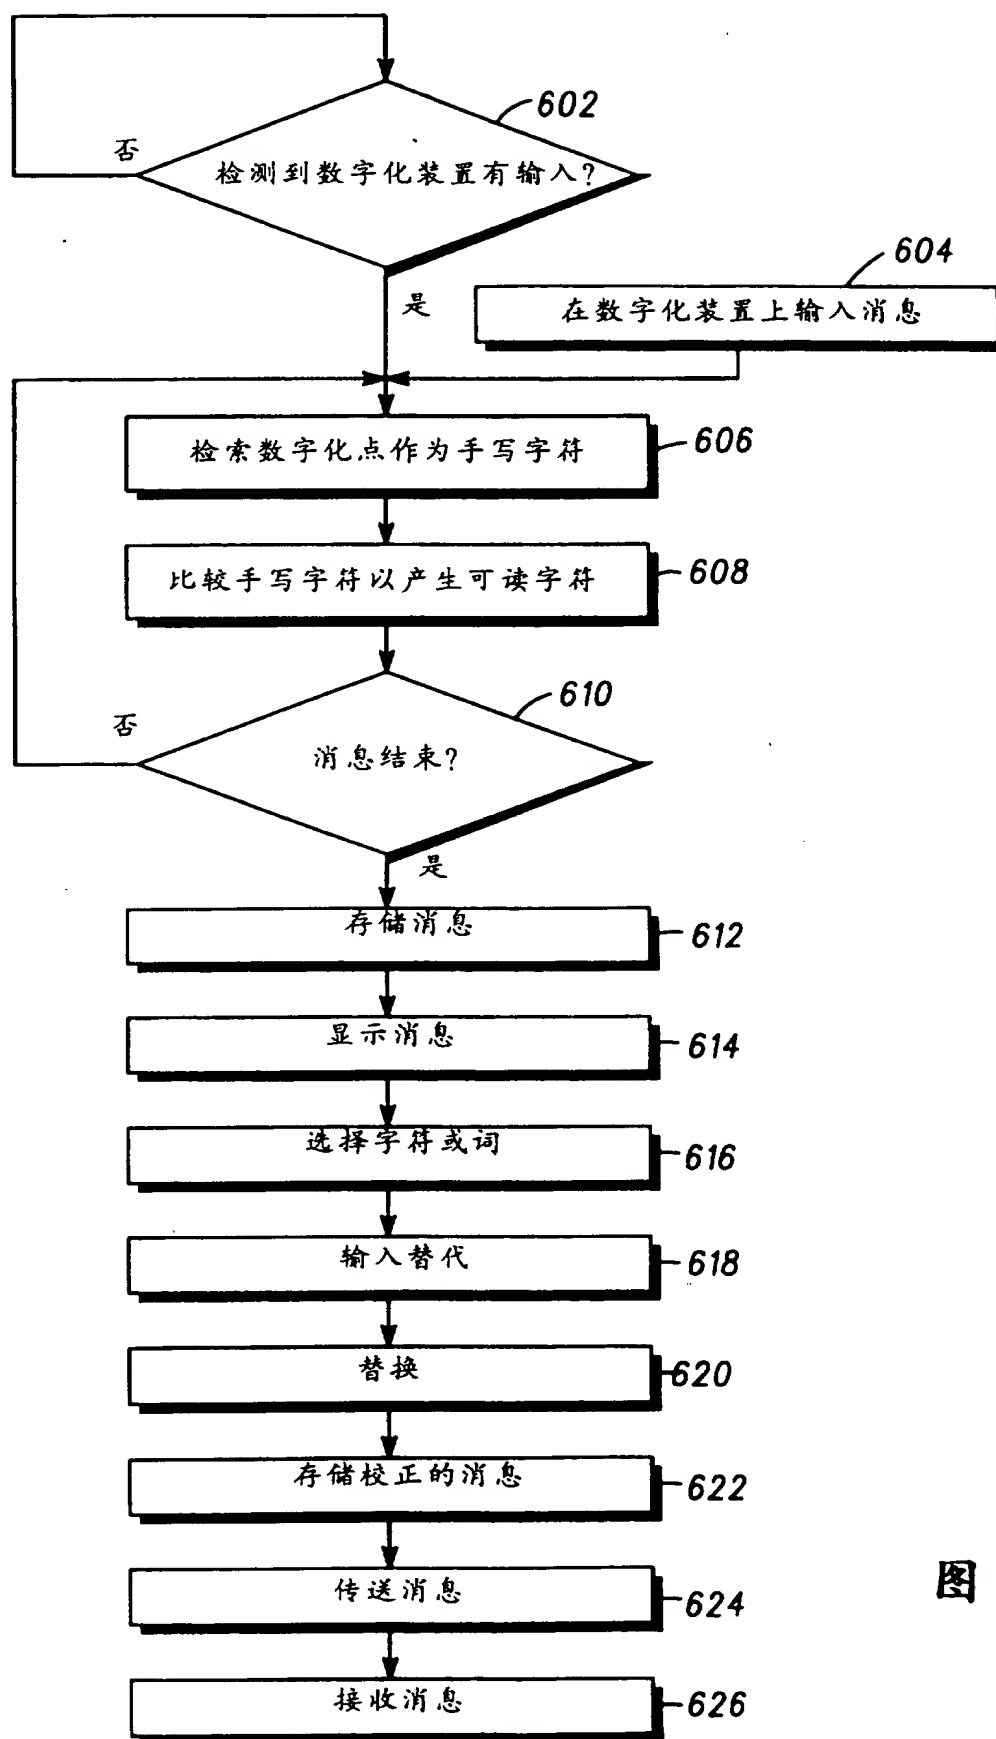 602
否
检测到数字化装置有输入?
604
是
在数字化装置上输入消息
检索数字化点作为手写字符
606
比较手写字符以产生可读字符
608
610
否
消息结束?
是
存储消息
612
显示消息
614
选择字符或词
616
输入替代
618
替换
620
存储校正的消息
622
传送消息
624
图
接收消息
626